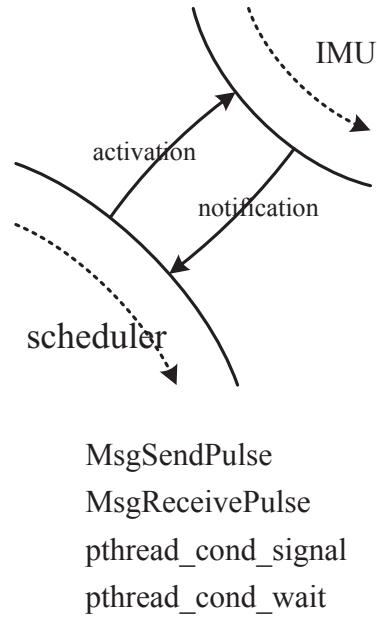 IMU
activation
notification
scheduler
MsgSendPulse
MsgReceivePulse
pthread_cond_signal
pthread_cond_wait